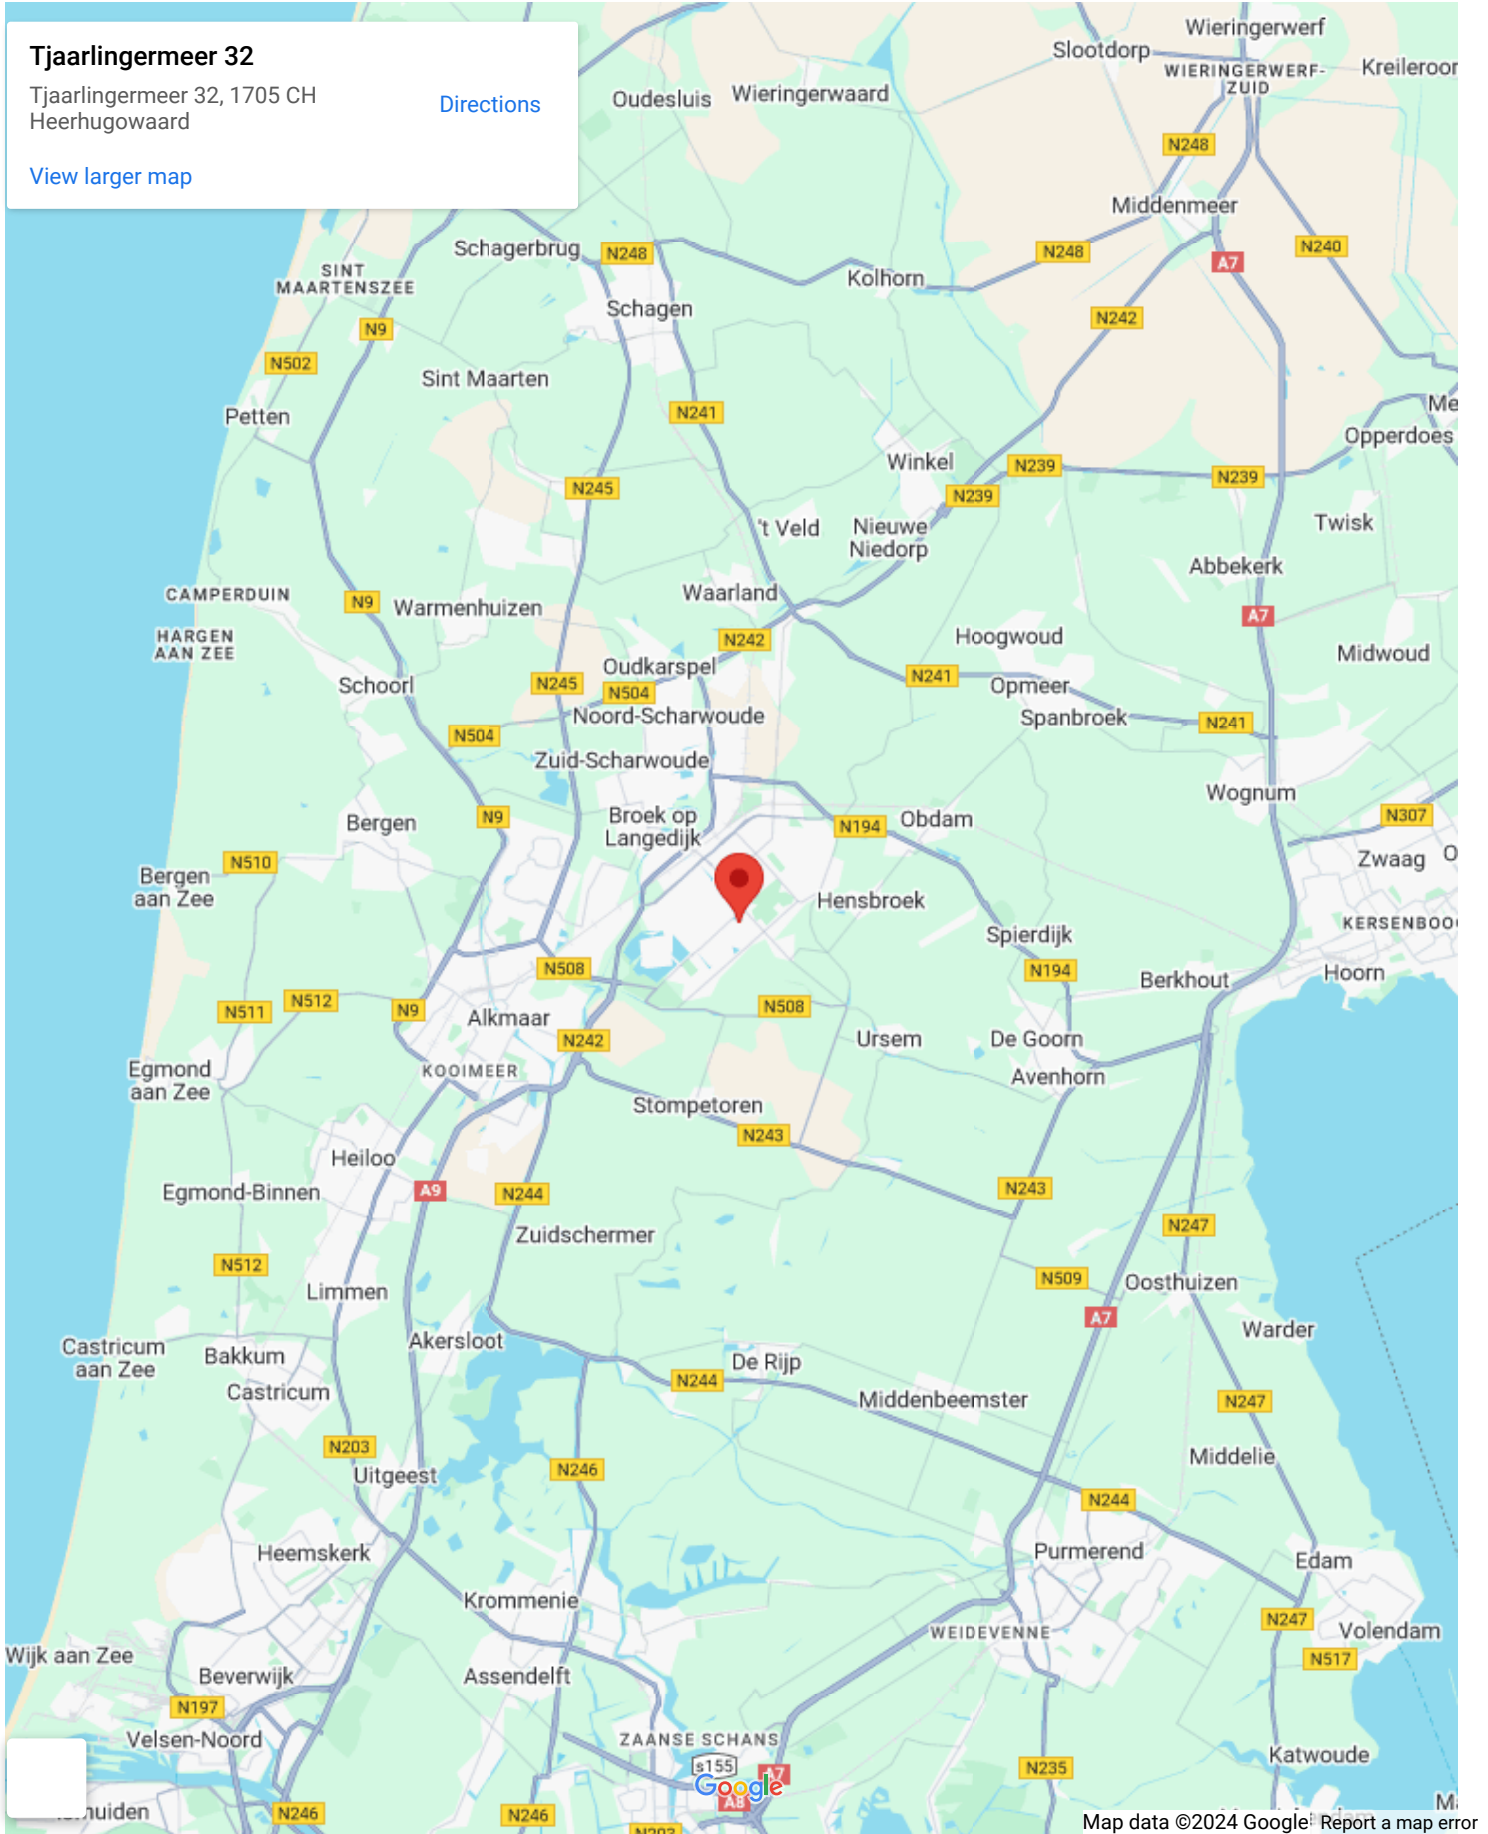 Tjaarlingermeer 32
Tjaarlingermeer 32, 1705 CH
Heerhugowaard
Directions
View larger map
Wieringerwerf
Slootdorp
WIERINGERWERF-
ZUID
Kreileroor
Oudesluis
Wieringerwaard
N248
Middenmeer
Schagerbrug
N248
N248
N240
A7
SINT
MAARTENSZEE
Kolhorn
Schagen
N242
N9
N502
Sint Maarten
Petten
N241
Me
Opperdoes
Winkel
N239
N239
N245
N239
't Veld
Nieuwe
Niedorp
Twisk
Abbekerk
CAMPERDUIN
N9
Warmenhuizen
Waarland
A7
HARGEN
AAN ZEE
N242
Hoogwoud
Midwoud
Oudkarspel
Schoorl
N245
N504
N241
Opmeer
Noord-Scharwoude
Spanbroek
N241
N504
Zuid-Scharwoude
Wognum
N9
Broek op
Langedijk
Bergen
N194
Obdam
N307
Zwaag
O
N510
Bergen
aan Zee
Hensbroek
KERSENBOO
Spierdijk
N508
N194
Berkhout
Hoorn
N511
N512
N9
Alkmaar
N508
N242
Ursem
De Goorn
Egmond
aan Zee
KOOIMEER
Avenhorn
Stompetoren
N243
Heiloo
Egmond-Binnen
A9
N244
N243
N247
Zuidschermer
N512
Limmen
N509
Oosthuizen
A7
Warder
Castricum
aan Zee
Bakkum
Akersloot
Castricum
N244
De Rijp
Middenbeemster
N247
N203
Uitgeest
N246
Middelie
N244
Heemskerk
Purmerend
Edam
Krommenie
N247
Volendam
WEIDEVENNE
Wijk aan Zee
Beverwijk
Assendelft
N517
N197
Velsen-Noord
ZAANSE SCHANS
Katwoude
s155
N235
A7
Google
A8
N246
N246
N203
muiden
Ma
Map data ©2024 Google
Report a map error